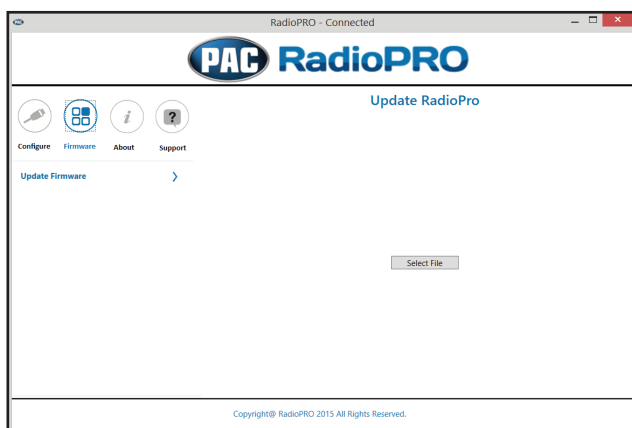 PAC
RadioPRO - Connected
PAC RadioPRO
Configure Firmware About Support
Update Firmware
Update RadioPro
Select File
Copyright@ RadioPRO 2015 All Rights Reserved.